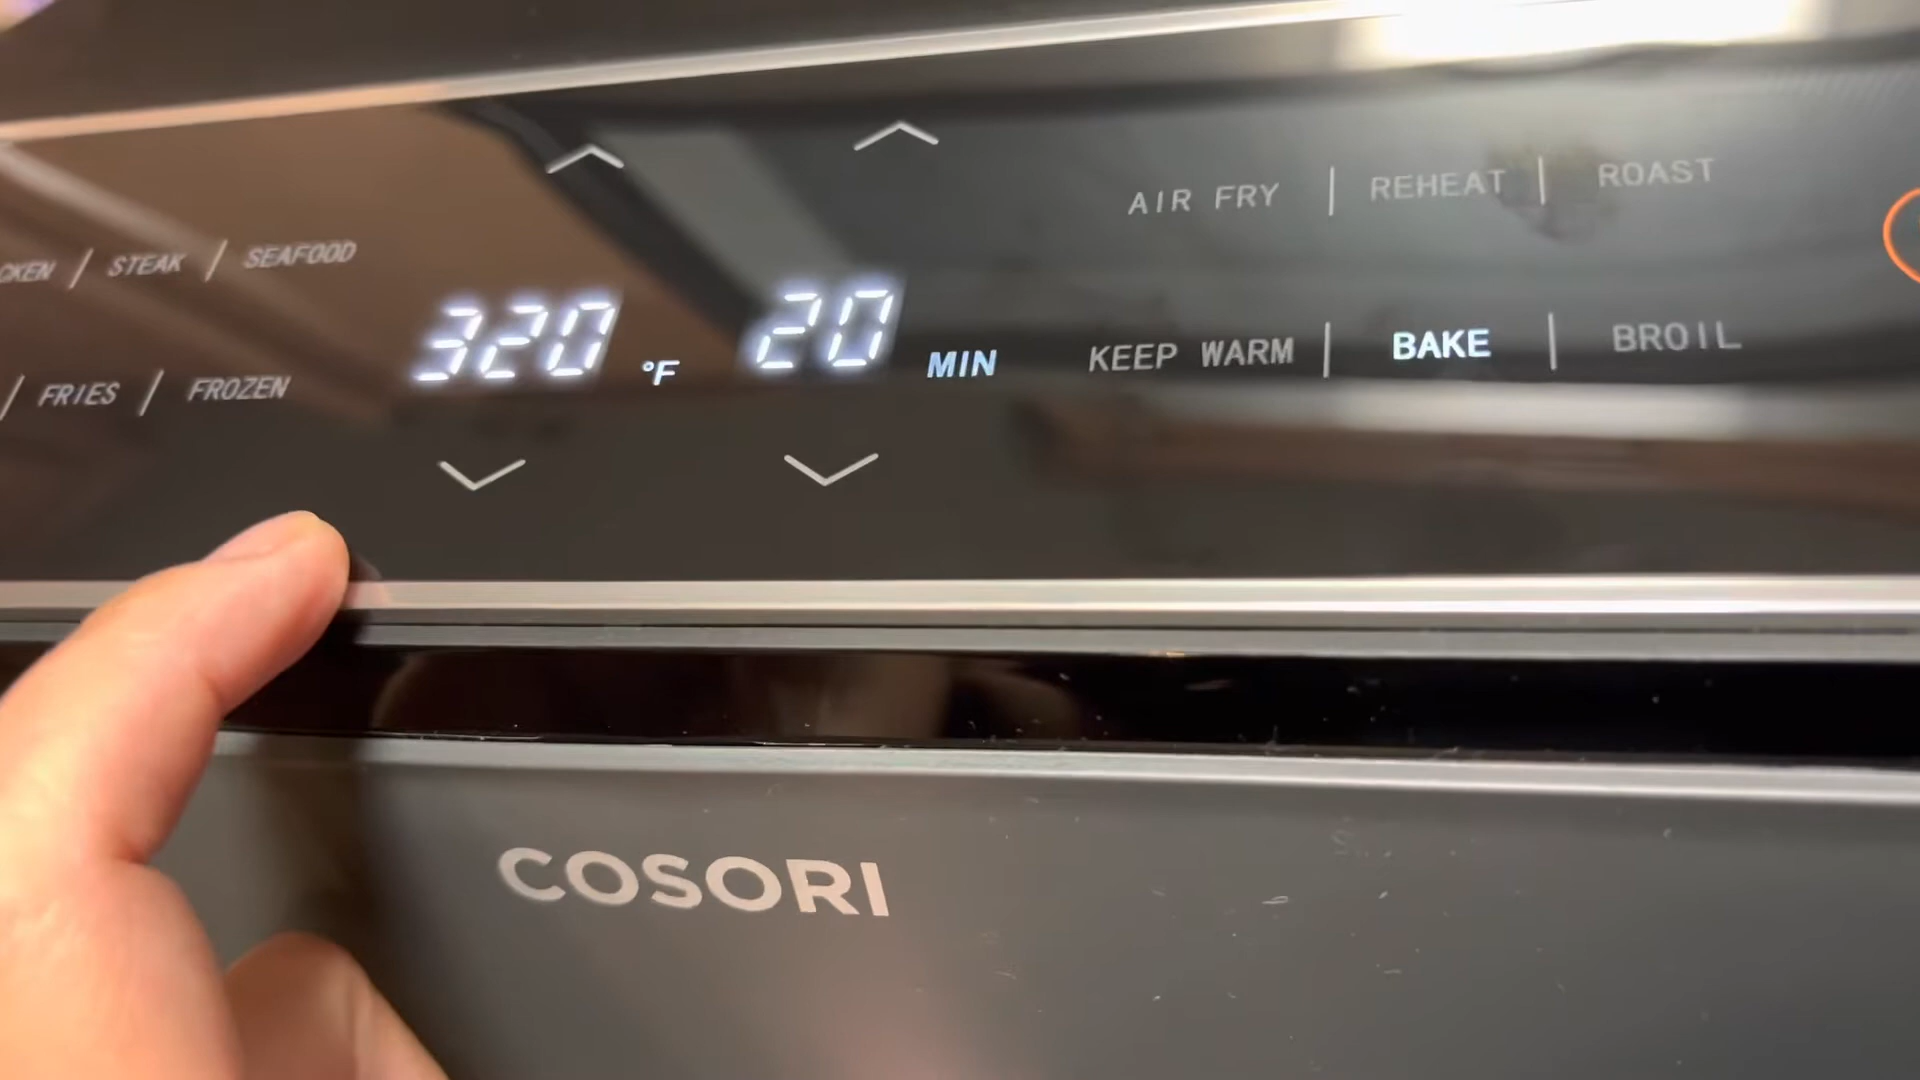 AIR FRY | REHEAT | ROAST
/ STEAK / SEAFOOD
320 °F 20 MIN
KEEP WARM | BAKE | BROIL
/ FRIES / FROZEN
COSORI